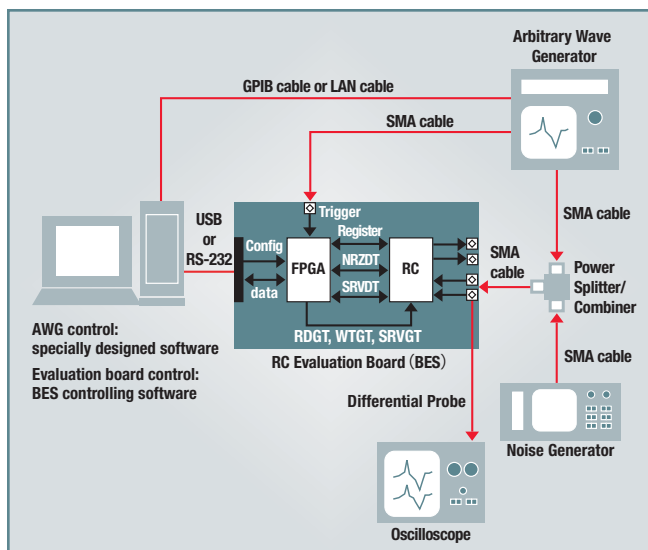 Arbitrary Wave
Generator
GPIB cable or LAN cable
SMA cable
SMA cable
USB
or
RS-232
Trigger
Config
data
FPGA
Register
NRZDT
SRVDT
RC
RDGT, WTGT, SRVGT
RC Evaluation Board (BES)
SMA
cable
Power
Splitter/
Combiner
SMA cable
AWG control:
specially designed software
Evaluation board control:
BES controlling software
Differential Probe
Noise Generator
Oscilloscope